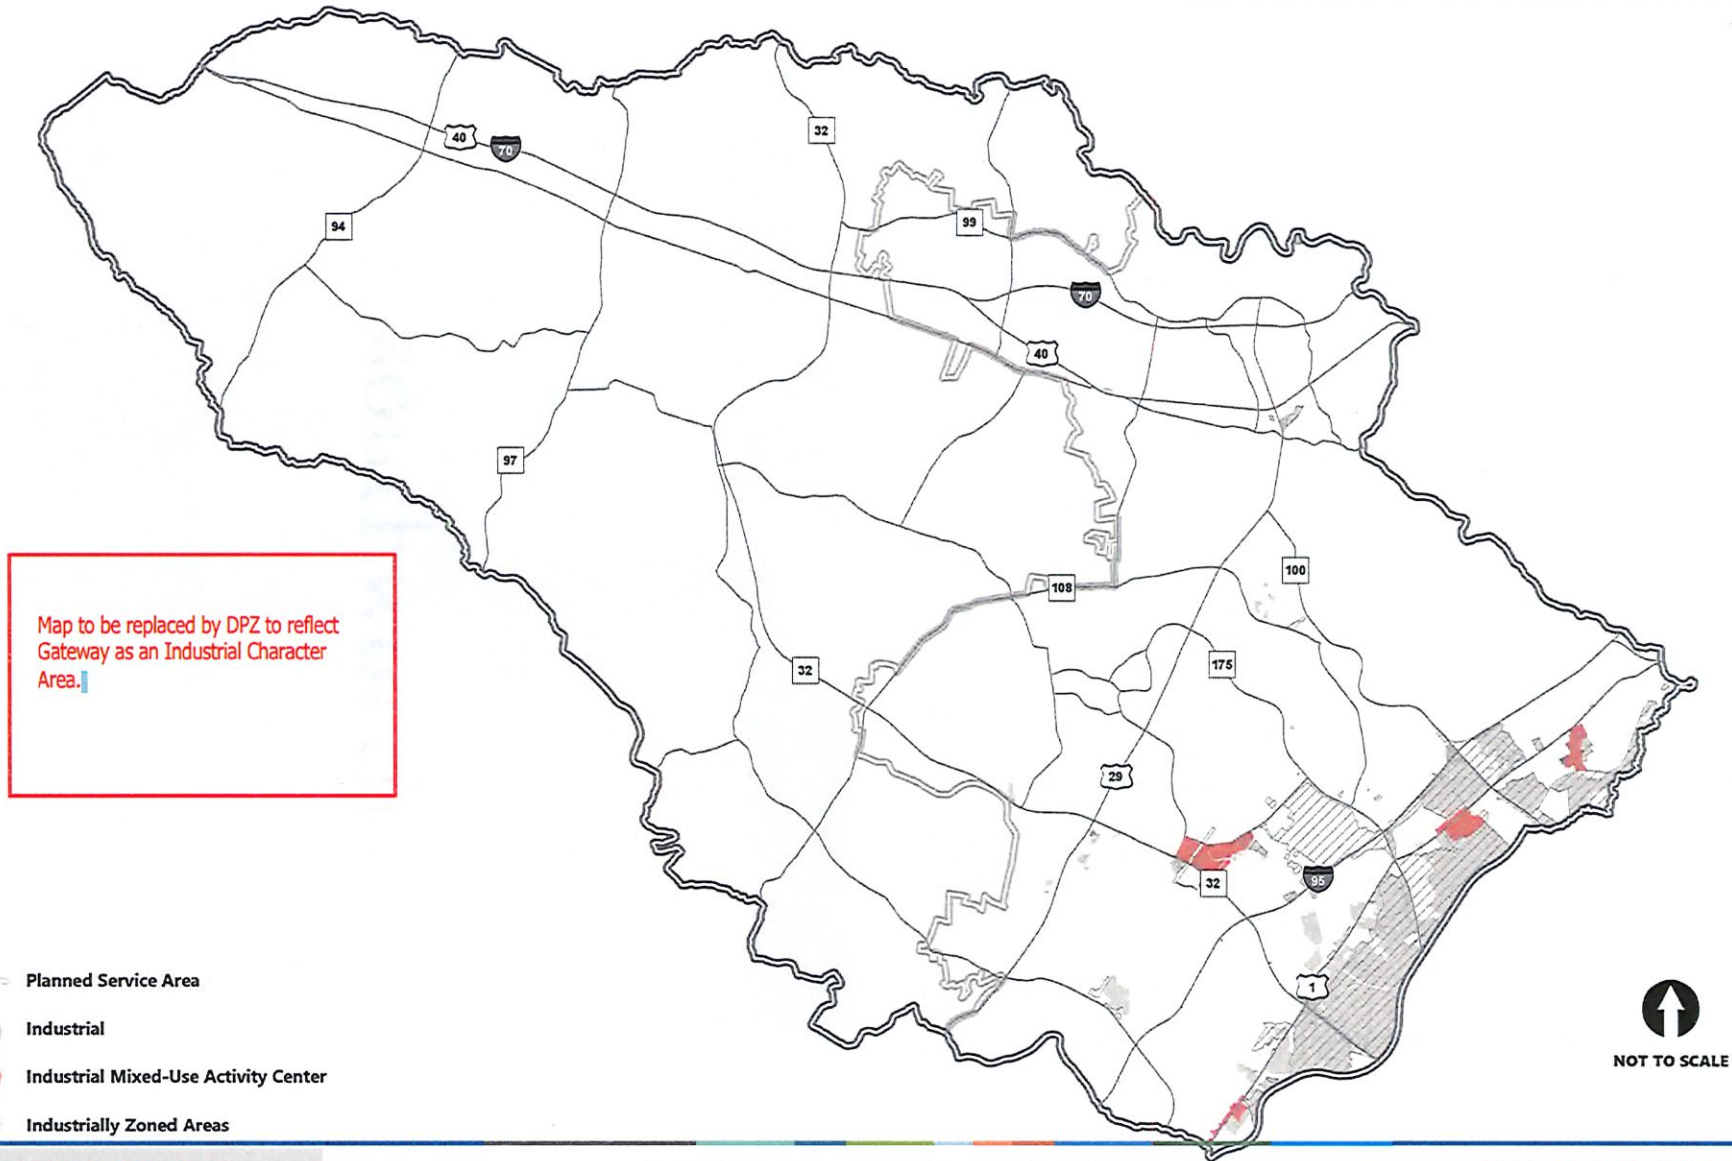 40
70
32
94
99
70
40
97
108
100
32
175
29
32
95
1
Map to be replaced by DPZ to reflect
Gateway as an Industrial Character
Area.
Planned Service Area
Industrial
Industrial Mixed-Use Activity Center
Industrially Zoned Areas
NOT TO SCALE